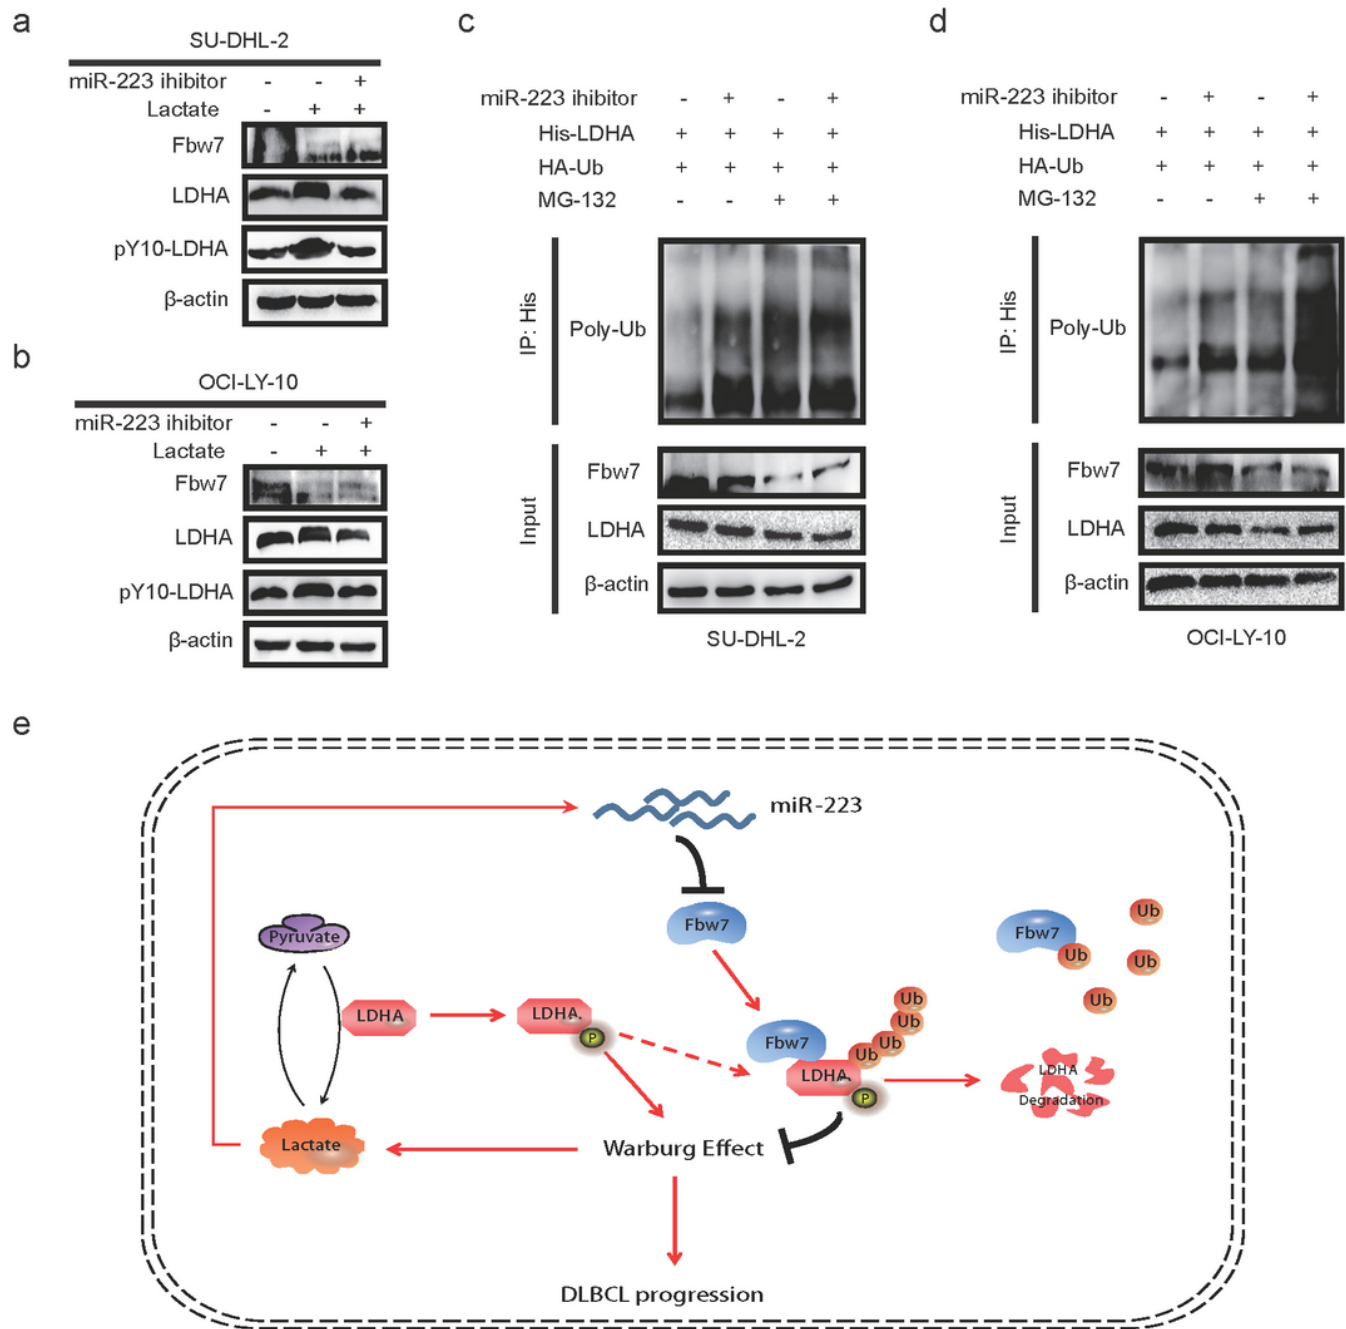 a
SU-DHL-2
miR-223 ihibitor - - +
Lactate - + +
Fbw7
LDHA
pY10-LDHA
β-actin
b
OCI-LY-10
miR-223 ihibitor - - +
Lactate - + +
Fbw7
LDHA
pY10-LDHA
β-actin
c
miR-223 ihibitor - + - +
His-LDHA + + + +
HA-Ub + + + +
MG-132 - - + +
IP: His
Poly-Ub
Input
Fbw7
LDHA
β-actin
SU-DHL-2
d
miR-223 ihibitor - + - +
His-LDHA + + + +
HA-Ub + + + +
MG-132 - - + +
IP: His
Poly-Ub
Input
Fbw7
LDHA
β-actin
OCI-LY-10
e
miR-223
Fbw7
Pyruvate
LDHA
LDHA
P
Fbw7
LDHA
P
Ub
Ub
Ub
Ub
Fbw7
Ub
Ub
Ub
Ub
LDHA
Degradation
Lactate
Warburg Effect
DLBCL progression